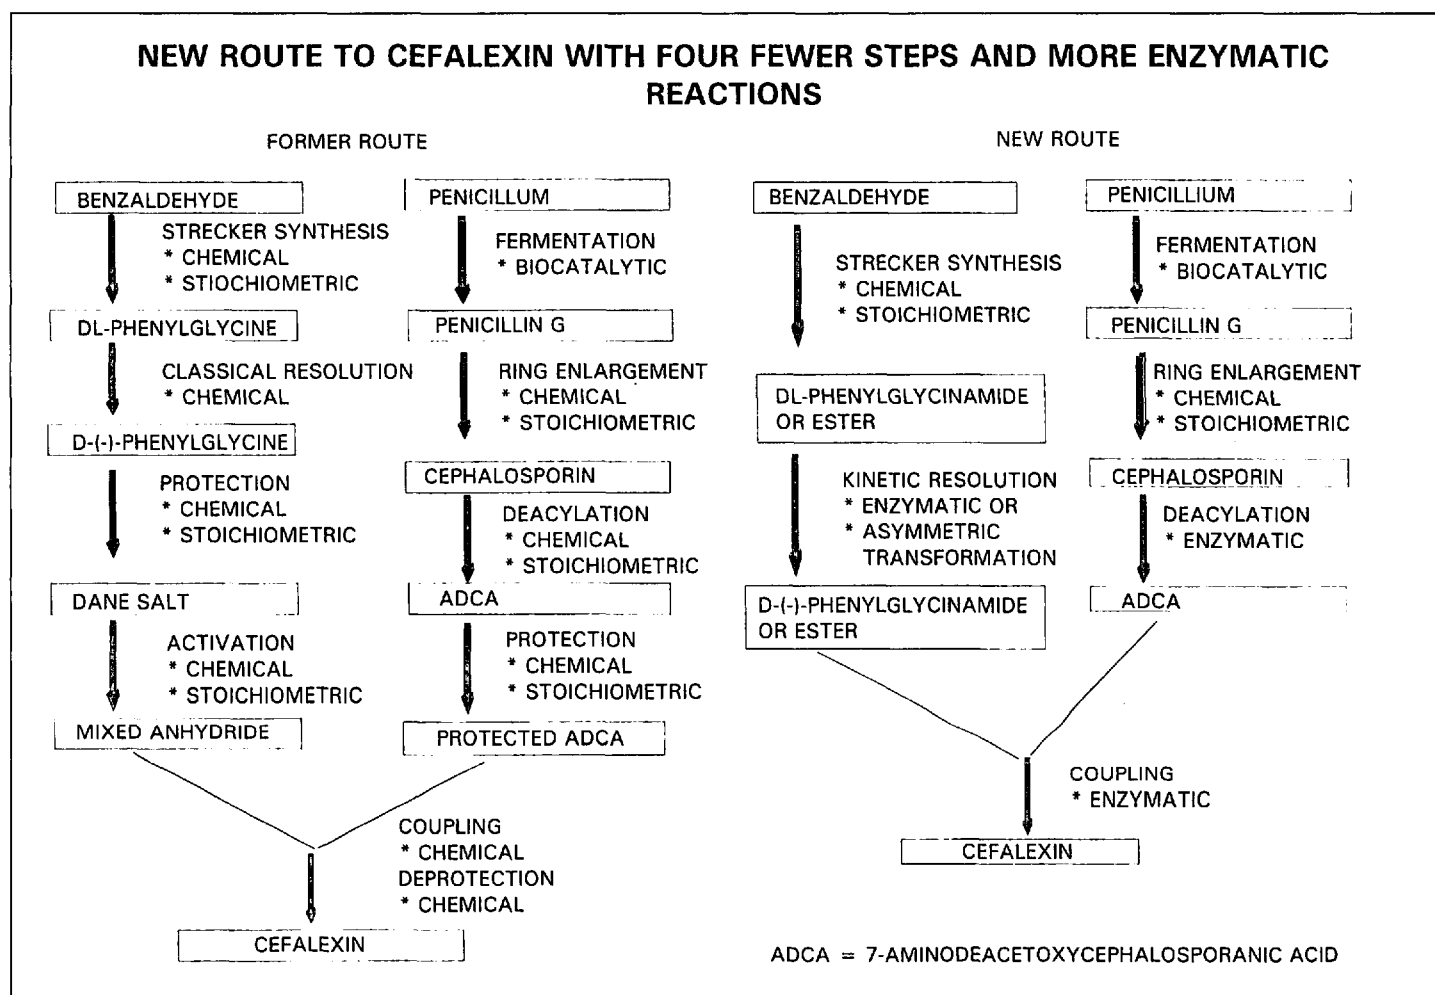 NEW ROUTE TO CEFALEXIN WITH FOUR FEWER STEPS AND MORE ENZYMATIC
REACTIONS
FORMER ROUTE
BENZALDEHYDE
STRECKER SYNTHESIS
* CHEMICAL
* STIOCHIOMETRIC
DL-PHENYLGLYCINE
CLASSICAL RESOLUTION
* CHEMICAL
D-(-)-PHENYLGLYCINE
PROTECTION
* CHEMICAL
* STOICHIOMETRIC
DANE SALT
ACTIVATION
* CHEMICAL
* STOICHIOMETRIC
MIXED ANHYDRIDE
PENICILLUM
FERMENTATION
* BIOCATALYTIC
PENICILLIN G
RING ENLARGEMENT
* CHEMICAL
* STOICHIOMETRIC
CEPHALOSPORIN
DEACYLATION
* CHEMICAL
* STOICHIOMETRIC
ADCA
PROTECTION
* CHEMICAL
* STOICHIOMETRIC
PROTECTED ADCA
COUPLING
* CHEMICAL
DEPROTECTION
* CHEMICAL
CEFALEXIN
NEW ROUTE
BENZALDEHYDE
STRECKER SYNTHESIS
* CHEMICAL
* STOICHIOMETRIC
DL-PHENYLGLYCINAMIDE
OR ESTER
KINETIC RESOLUTION
* ENZYMATIC OR
* ASYMMETRIC
TRANSFORMATION
D-(-)-PHENYLGLYCINAMIDE
OR ESTER
PENICILLIUM
FERMENTATION
* BIOCATALYTIC
PENICILLIN G
RING ENLARGEMENT
* CHEMICAL
* STOICHIOMETRIC
CEPHALOSPORIN
DEACYLATION
* ENZYMATIC
ADCA
COUPLING
* ENZYMATIC
CEFALEXIN
ADCA = 7-AMINODEACETOXYCEPHALOSPORANIC ACID